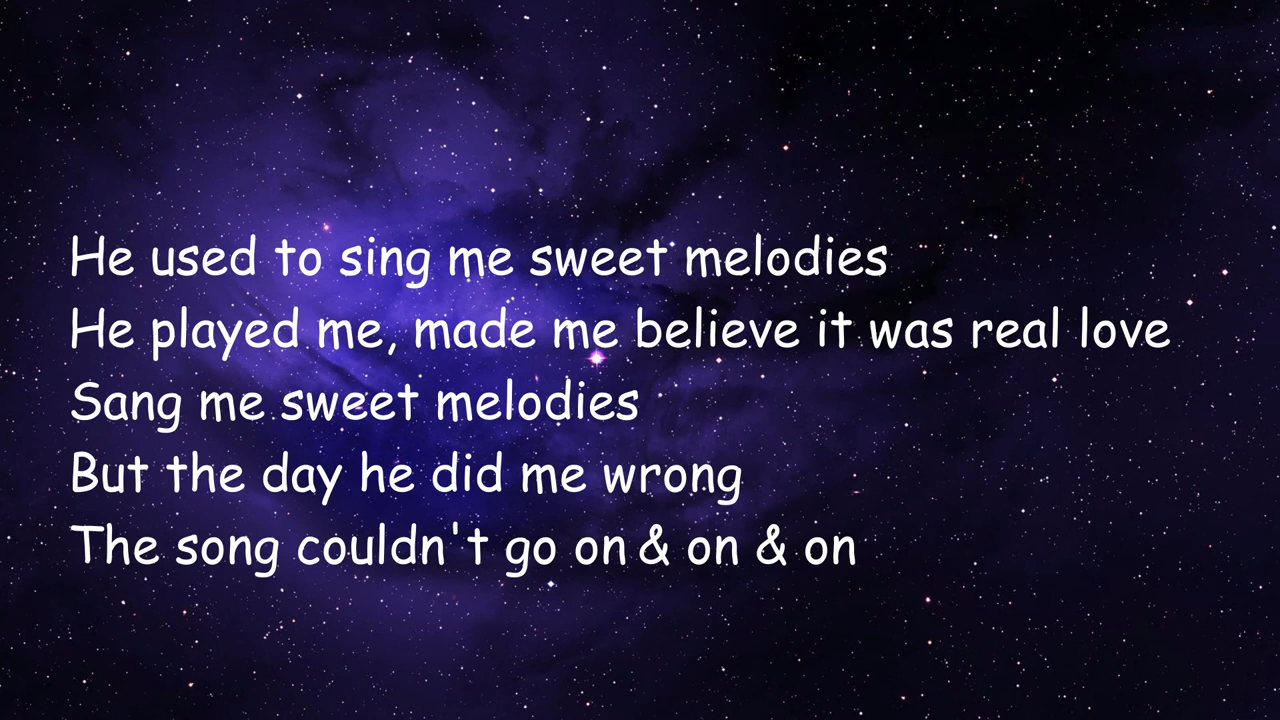 He used to sing me sweet melodies
He played me, made me believe it was real love
Sang me sweet melodies
But the day he did me wrong
The song couldn't go on & on & on